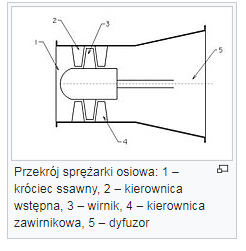 2
3
1
5
4
Przekrój sprężarki osiowa: 1 –
króciec ssawny, 2 – kierownica
wstępna, 3 – wirnik, 4 – kierownica
zawirnikowa, 5 – dyfuzor